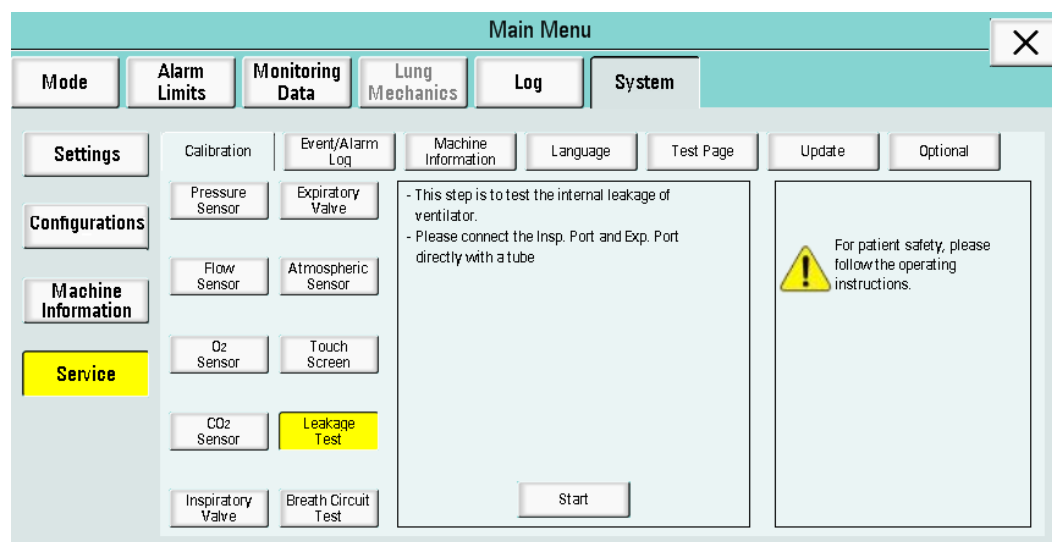 Main Menu
Mode
Alarm
Limits
Monitoring
Data
Lung
Mechanics
Log
System
Settings
Configurations
Machine
Information
Service
Calibration
Event/Alarm
Log
Machine
Information
Language
Test Page
Update
Optional
Pressure
Sensor
Expiratory
Valve
Flow
Sensor
Atmospheric
Sensor
O2
Sensor
Touch
Screen
CO2
Sensor
Leakage
Test
Inspiratory
Valve
Breath Circuit
Test
- This step is to test the internal leakage of
ventilator.
- Please connect the Insp. Port and Exp. Port
directly with a tube
Start
For patient safety, please
follow the operating
instructions.